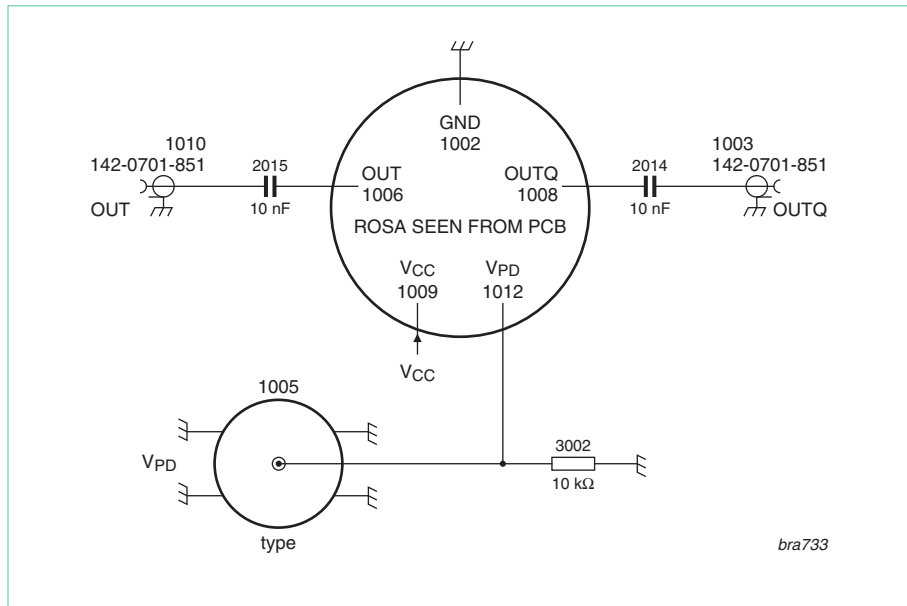 GND
1002
1010
142-0701-851
OUT
2015
10 nF
OUT
1006
OUTQ
1008
2014
10 nF
1003
142-0701-851
OUTQ
ROSA SEEN FROM PCB
VCC
1009
VPD
1012
VCC
1005
VPD
type
3002
10 kΩ
bra733